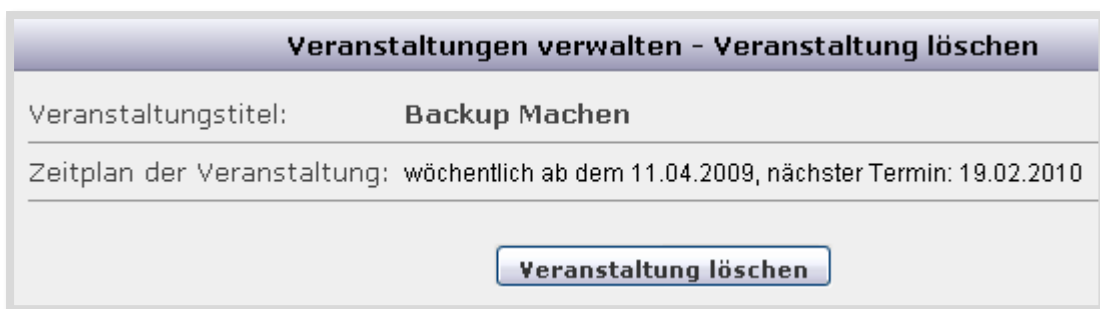 Veranstaltungen verwalten - Veranstaltung löschen
Veranstaltungstitel: Backup Machen
Zeitplan der Veranstaltung: wöchentlich ab dem 11.04.2009, nächster Termin: 19.02.2010
Veranstaltung löschen